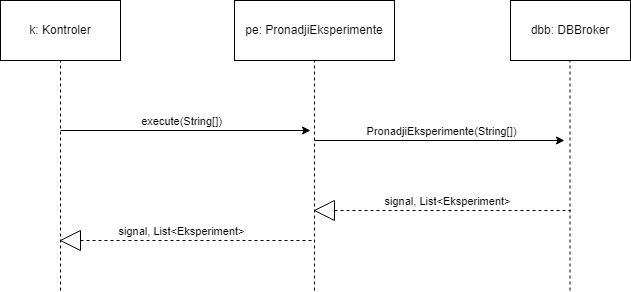 k: Kontroler
pe: PronadjiEksperimente
dbb: DBBroker
execute(String[])
PronadjiEksperimente(String[])
signal, List<Eksperiment>
signal, List<Eksperiment>